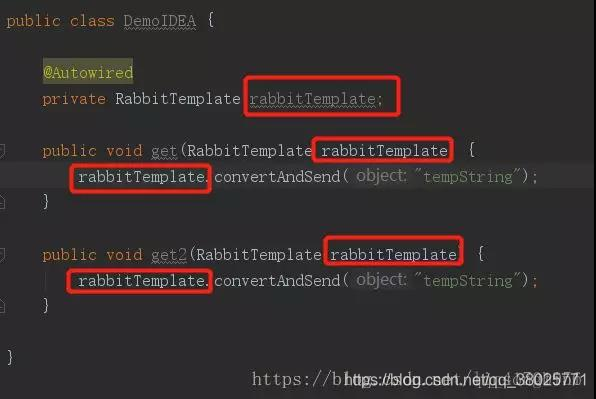 public class DemoIDEA {
@Autowired
private RabbitTemplate rabbitTemplate;
public void get(RabbitTemplate rabbitTemplate) {
rabbitTemplate.convertAndSend( object: "tempString");
}
public void get2(RabbitTemplate rabbitTemplate) {
rabbitTemplate.convertAndSend( object: "tempString");
}
}
https://blog.csdn.net/qq_38025771